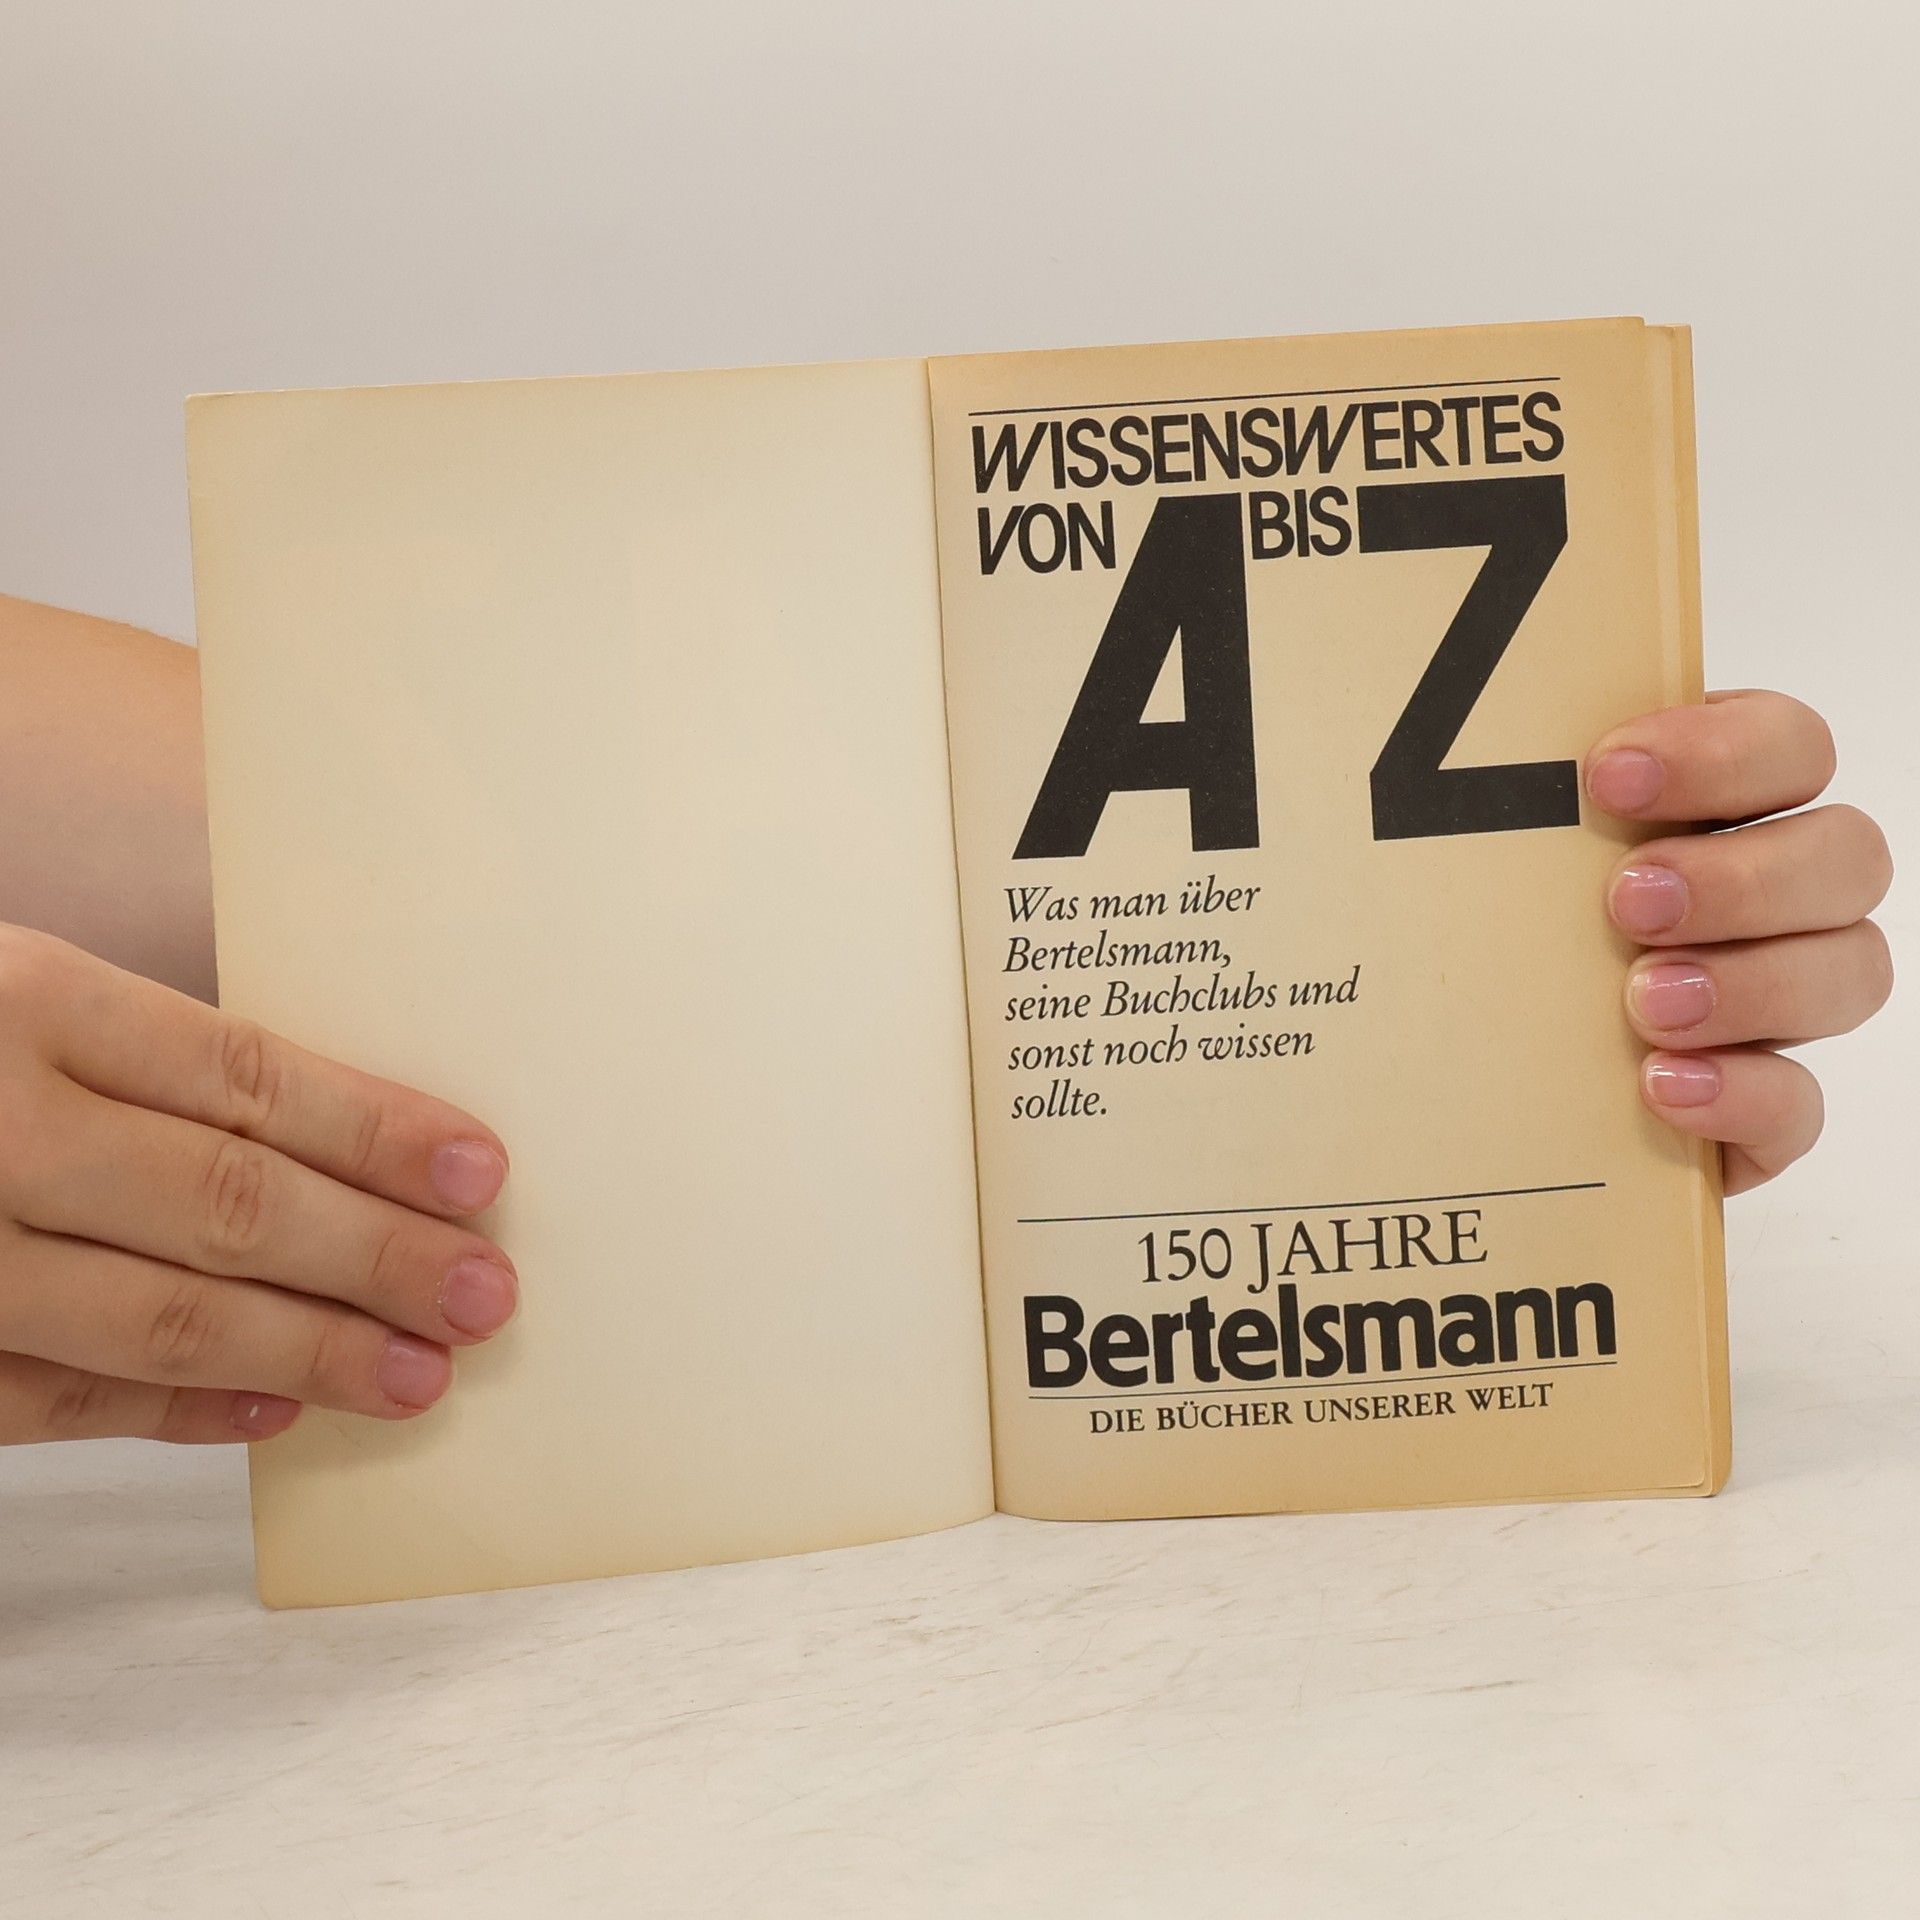 WISSENSWERTES
VON A BIS Z
Was man über
Bertelsmann,
seine Buchclubs und
sonst noch wissen
sollte.
150 JAHRE
Bertelsmann
DIE BÜCHER UNSERER WELT